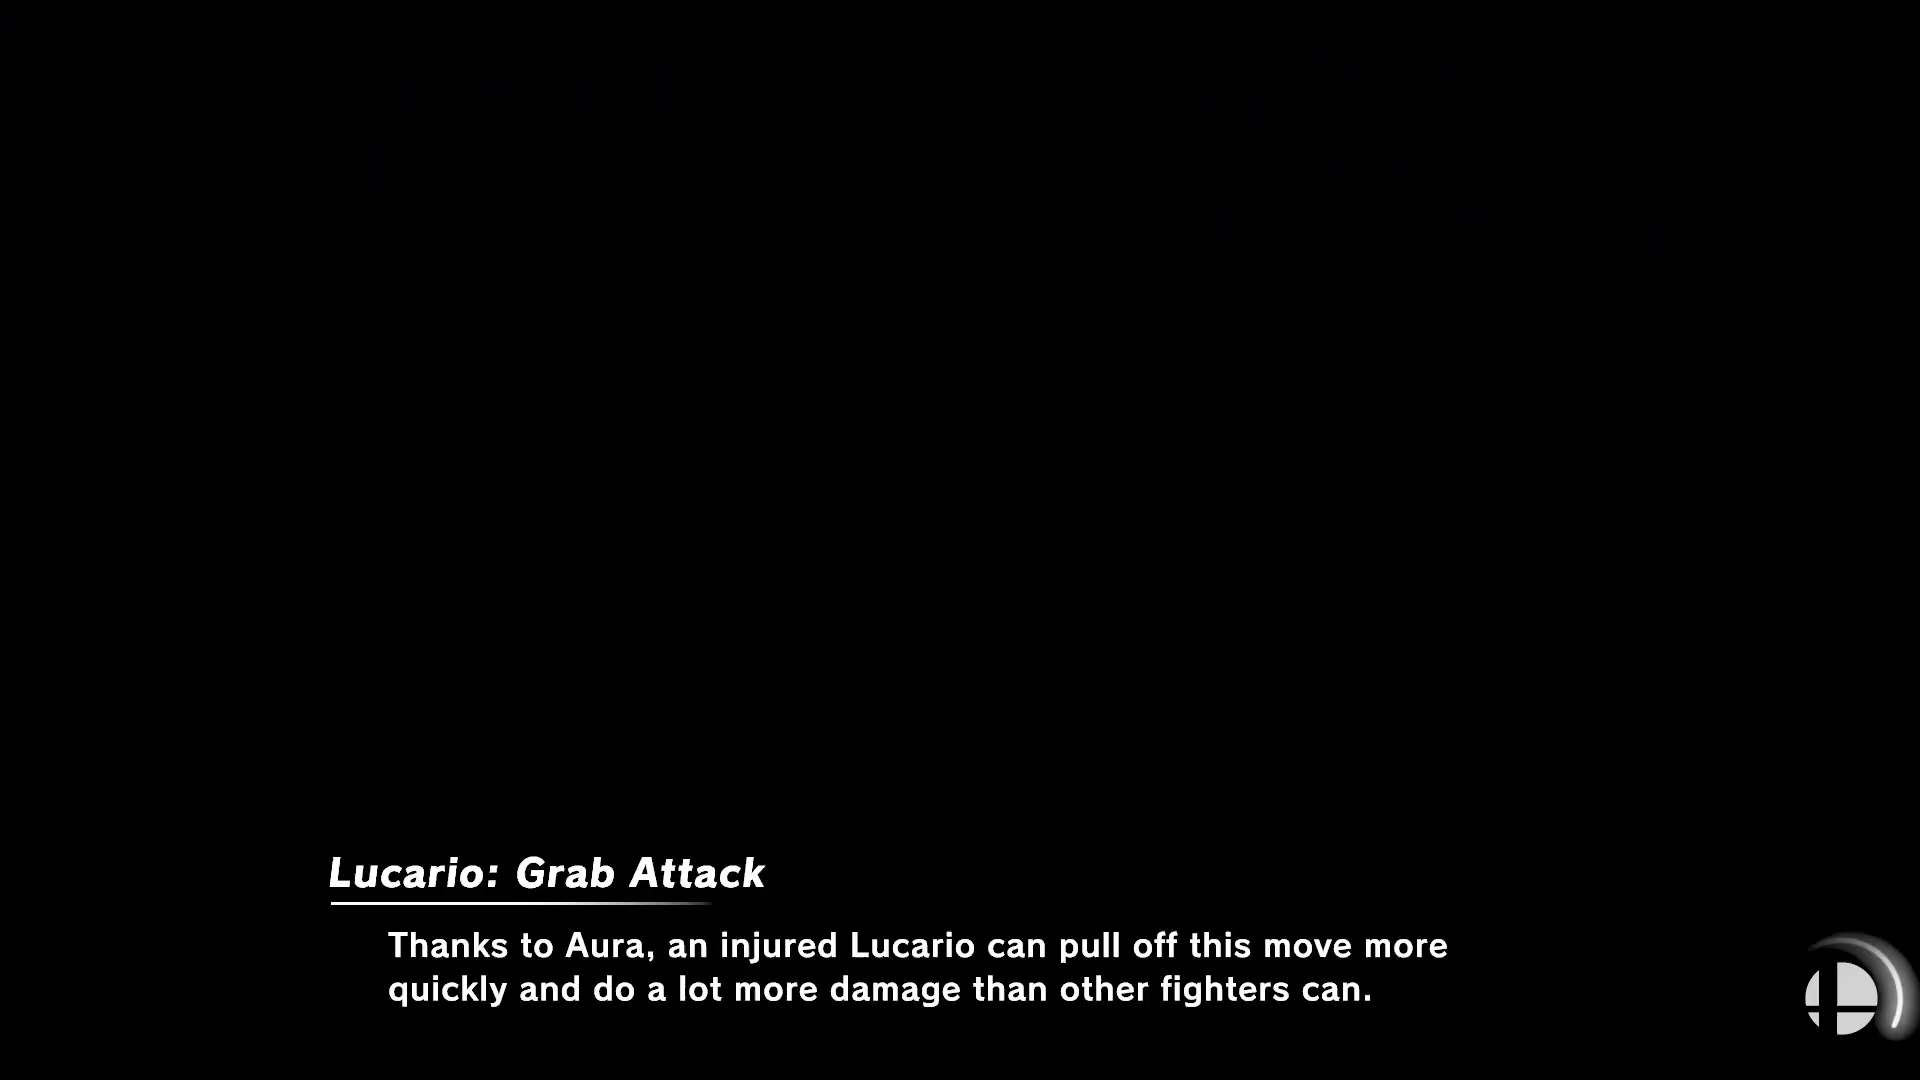 Lucario: Grab Attack
Thanks to Aura, an injured Lucario can pull off this move more
quickly and do a lot more damage than other fighters can.